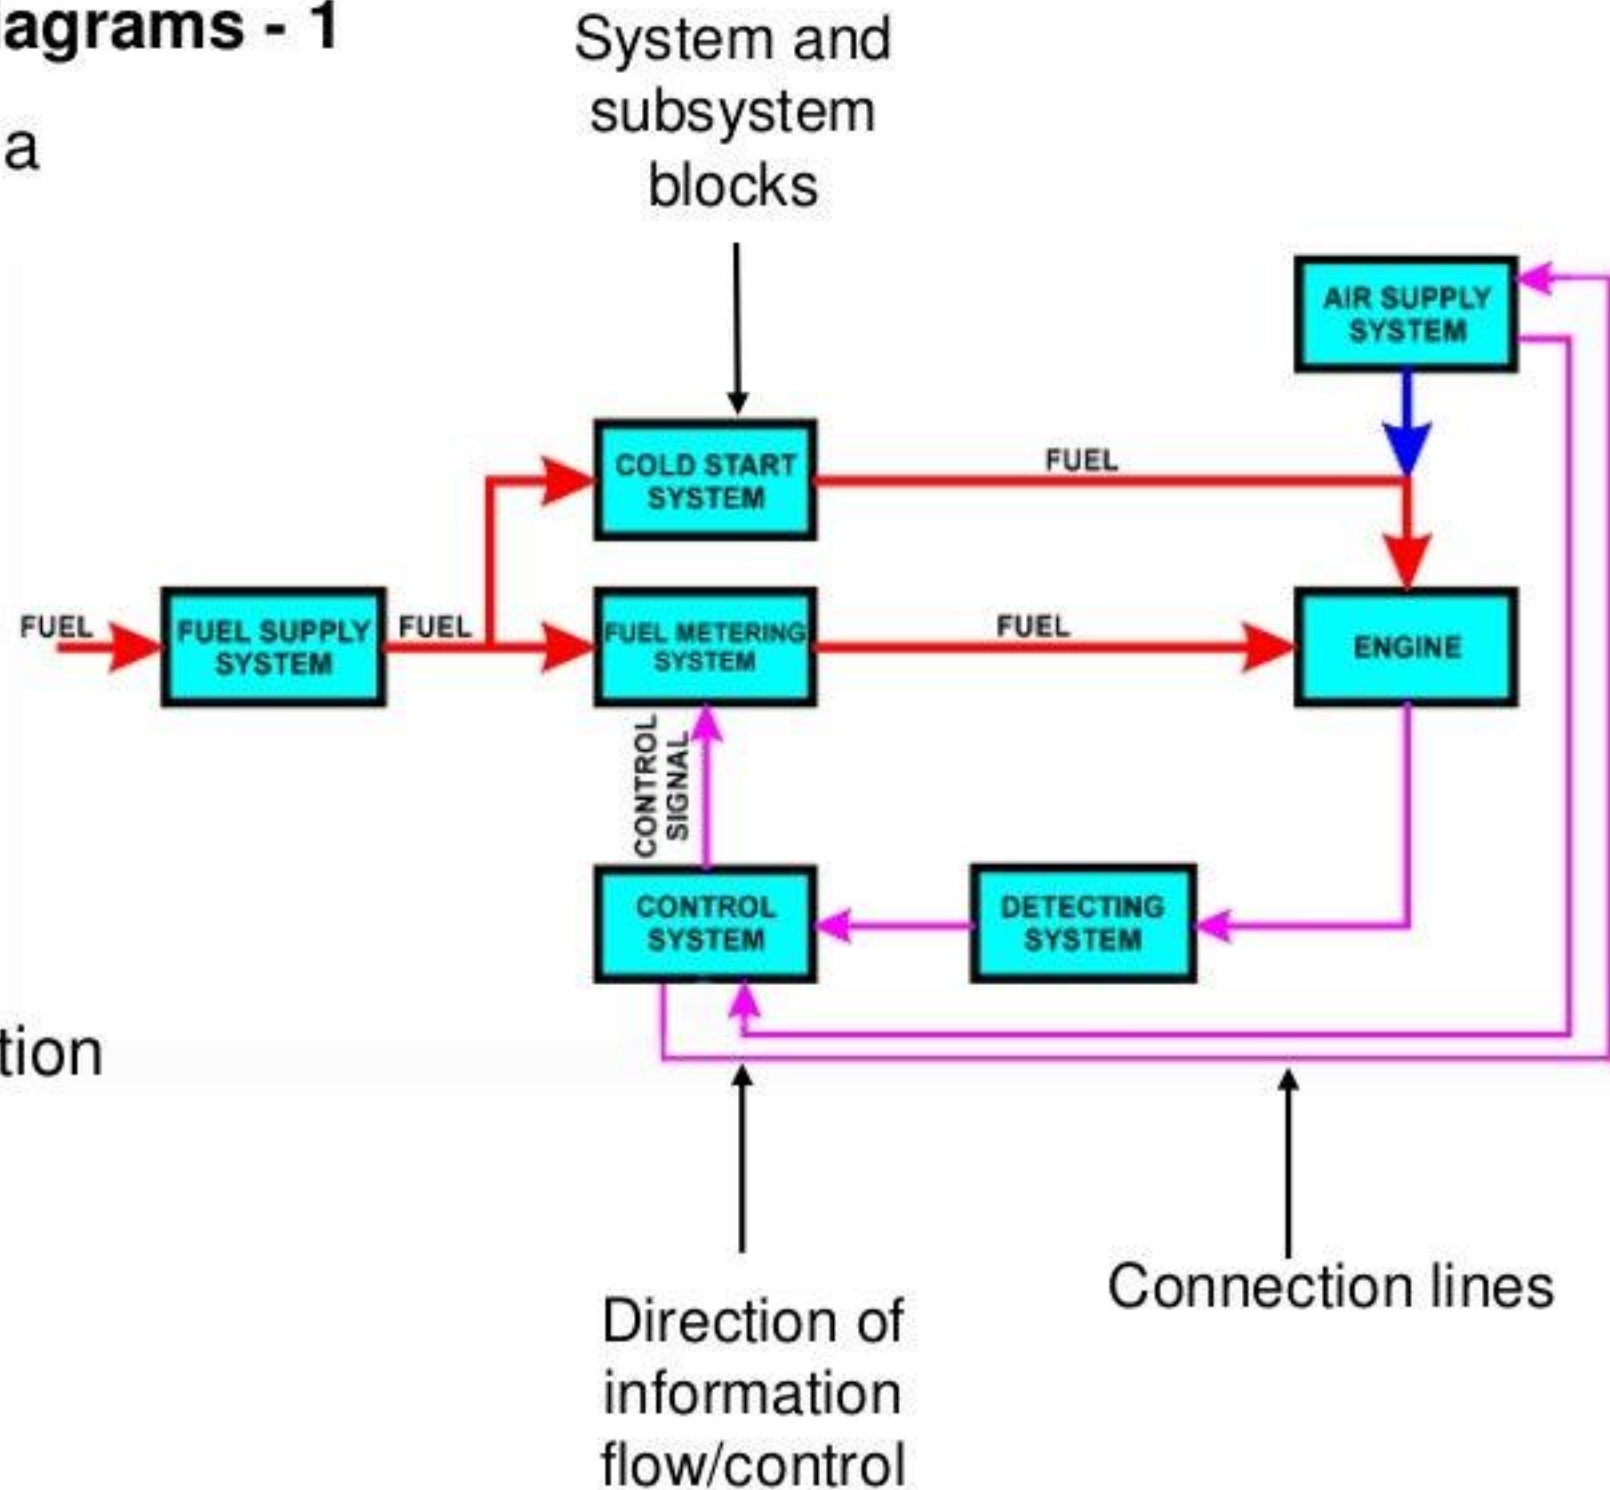 agrams - 1
a
tion
System and
subsystem
blocks
AIR SUPPLY
SYSTEM
COLD START
SYSTEM
FUEL
FUEL
FUEL SUPPLY
SYSTEM
FUEL
FUEL METERING
SYSTEM
FUEL
ENGINE
CONTROL
SIGNAL
CONTROL
SYSTEM
DETECTING
SYSTEM
Direction of
information
flow/control
Connection lines